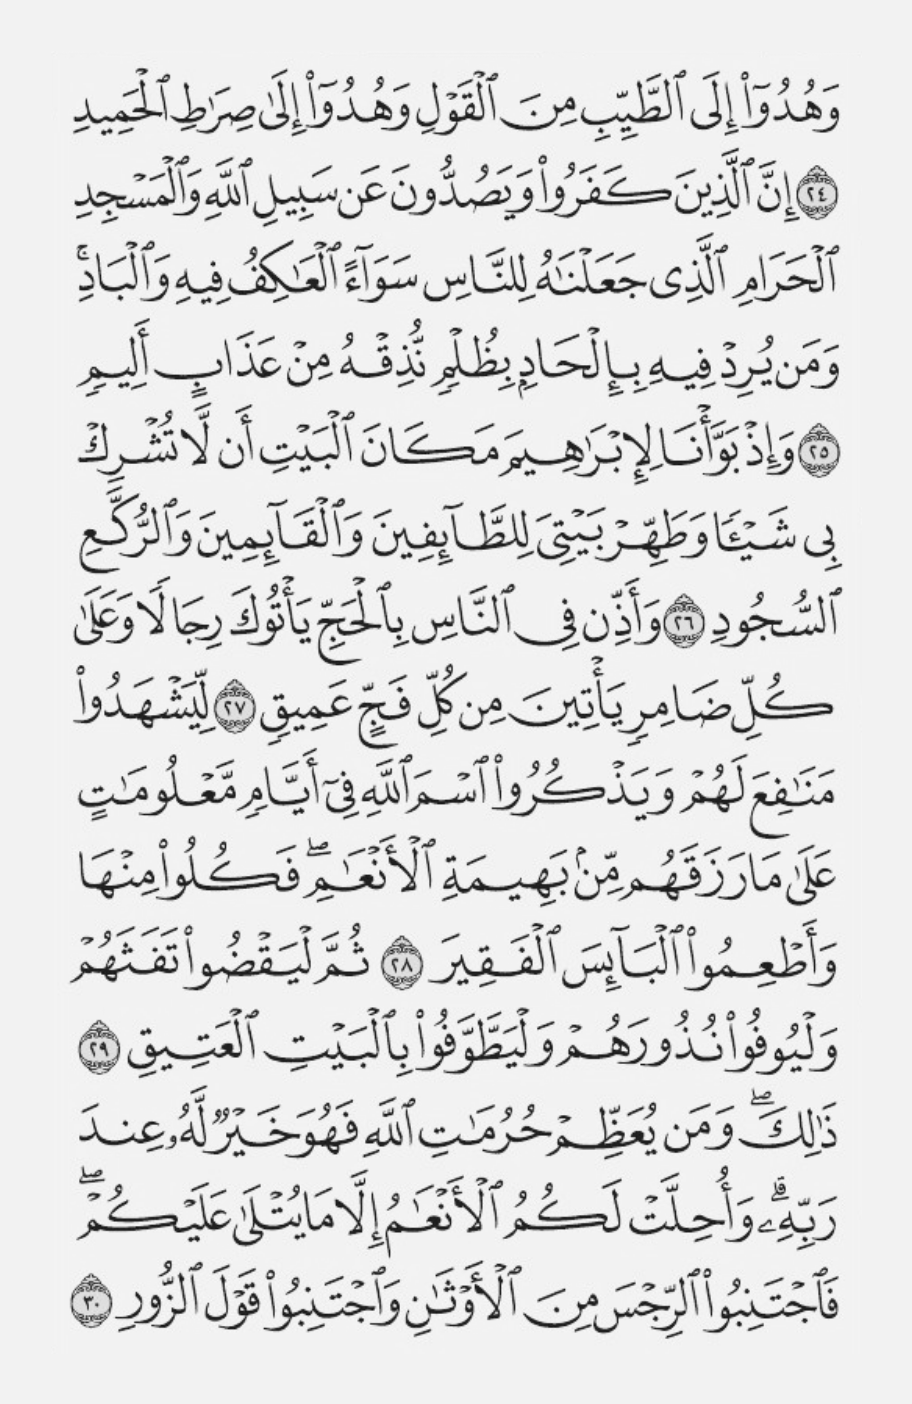 وَهُدُوٓا۟ إِلَى ٱلطَّيِّبِ مِنَ ٱلْقَوْلِ وَهُدُوٓا۟ إِلَىٰ صِرَٰطِ ٱلْحَمِيدِ
٢٤ إِنَّ ٱلَّذِينَ كَفَرُوا۟ وَيَصُدُّونَ عَن سَبِيلِ ٱللَّهِ وَٱلْمَسْجِدِ
ٱلْحَرَامِ ٱلَّذِى جَعَلْنَٰهُ لِلنَّاسِ سَوَآءً ٱلْعَٰكِفُ فِيهِ وَٱلْبَادِ ۚ
وَمَن يُرِدْ فِيهِ بِإِلْحَادٍۭ بِظُلْمٍ نُّذِقْهُ مِنْ عَذَابٍ أَلِيمٍ
٢٥ وَإِذْ بَوَّأْنَا لِإِبْرَٰهِيمَ مَكَانَ ٱلْبَيْتِ أَن لَّا تُشْرِكْ
بِى شَيْـًٔا وَطَهِّرْ بَيْتِىَ لِلطَّآئِفِينَ وَٱلْقَآئِمِينَ وَٱلرُّكَّعِ
ٱلسُّجُودِ ٢٦ وَأَذِّن فِى ٱلنَّاسِ بِٱلْحَجِّ يَأْتُوكَ رِجَالًا وَعَلَىٰ
كُلِّ ضَامِرٍ يَأْتِينَ مِن كُلِّ فَجٍّ عَمِيقٍ ٢٧ لِّيَشْهَدُوا۟
مَنَٰفِعَ لَهُمْ وَيَذْكُرُوا۟ ٱسْمَ ٱللَّهِ فِىٓ أَيَّامٍ مَّعْلُومَٰتٍ
عَلَىٰ مَا رَزَقَهُم مِّنۢ بَهِيمَةِ ٱلْأَنْعَٰمِ ۖ فَكُلُوا۟ مِنْهَا
وَأَطْعِمُوا۟ ٱلْبَآئِسَ ٱلْفَقِيرَ ٢٨ ثُمَّ لْيَقْضُوا۟ تَفَثَهُمْ
وَلْيُوفُوا۟ نُذُورَهُمْ وَلْيَطَّوَّفُوا۟ بِٱلْبَيْتِ ٱلْعَتِيقِ ٢٩
ذَٰلِكَ ۖ وَمَن يُعَظِّمْ حُرُمَٰتِ ٱللَّهِ فَهُوَ خَيْرٌ لَّهُۥ عِندَ
رَبِّهِۦ ۗ وَأُحِلَّتْ لَكُمُ ٱلْأَنْعَٰمُ إِلَّا مَا يُتْلَىٰ عَلَيْكُمْ ۖ
فَٱجْتَنِبُوا۟ ٱلرِّجْسَ مِنَ ٱلْأَوْثَٰنِ وَٱجْتَنِبُوا۟ قَوْلَ ٱلزُّورِ ٣٠